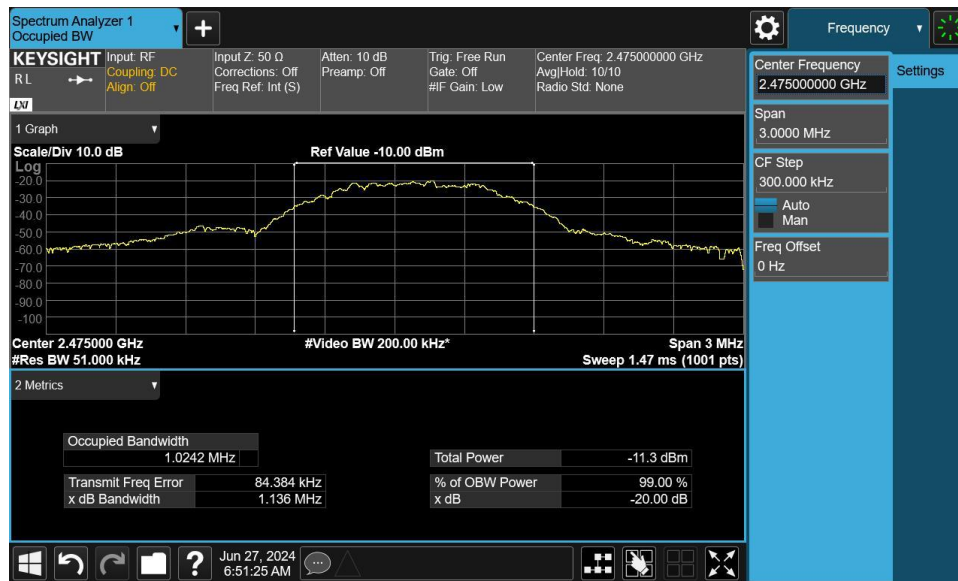 Spectrum Analyzer 1
Occupied BW
+
Frequency
KEYSIGHT
R L
LXI
Input: RF
Coupling: DC
Align: Off
Input Z: 50 Ω
Corrections: Off
Freq Ref: Int (S)
Atten: 10 dB
Preamp: Off
Trig: Free Run
Gate: Off
#IF Gain: Low
Center Freq: 2.475000000 GHz
Avg|Hold: 10/10
Radio Std: None
Center Frequency
2.475000000 GHz
Settings
Span
3.0000 MHz
CF Step
300.000 kHz
Auto
Man
Freq Offset
0 Hz
1 Graph
Scale/Div 10.0 dB
Ref Value -10.00 dBm
Log
-20.0
-30.0
-40.0
-50.0
-60.0
-70.0
-80.0
-90.0
-100
Center 2.475000 GHz
#Video BW 200.00 kHz*
Span 3 MHz
#Res BW 51.000 kHz
Sweep 1.47 ms (1001 pts)
2 Metrics
Occupied Bandwidth
1.0242 MHz
Total Power -11.3 dBm
Transmit Freq Error 84.384 kHz
% of OBW Power 99.00 %
x dB Bandwidth 1.136 MHz
x dB -20.00 dB
?
Jun 27, 2024
6:51:25 AM